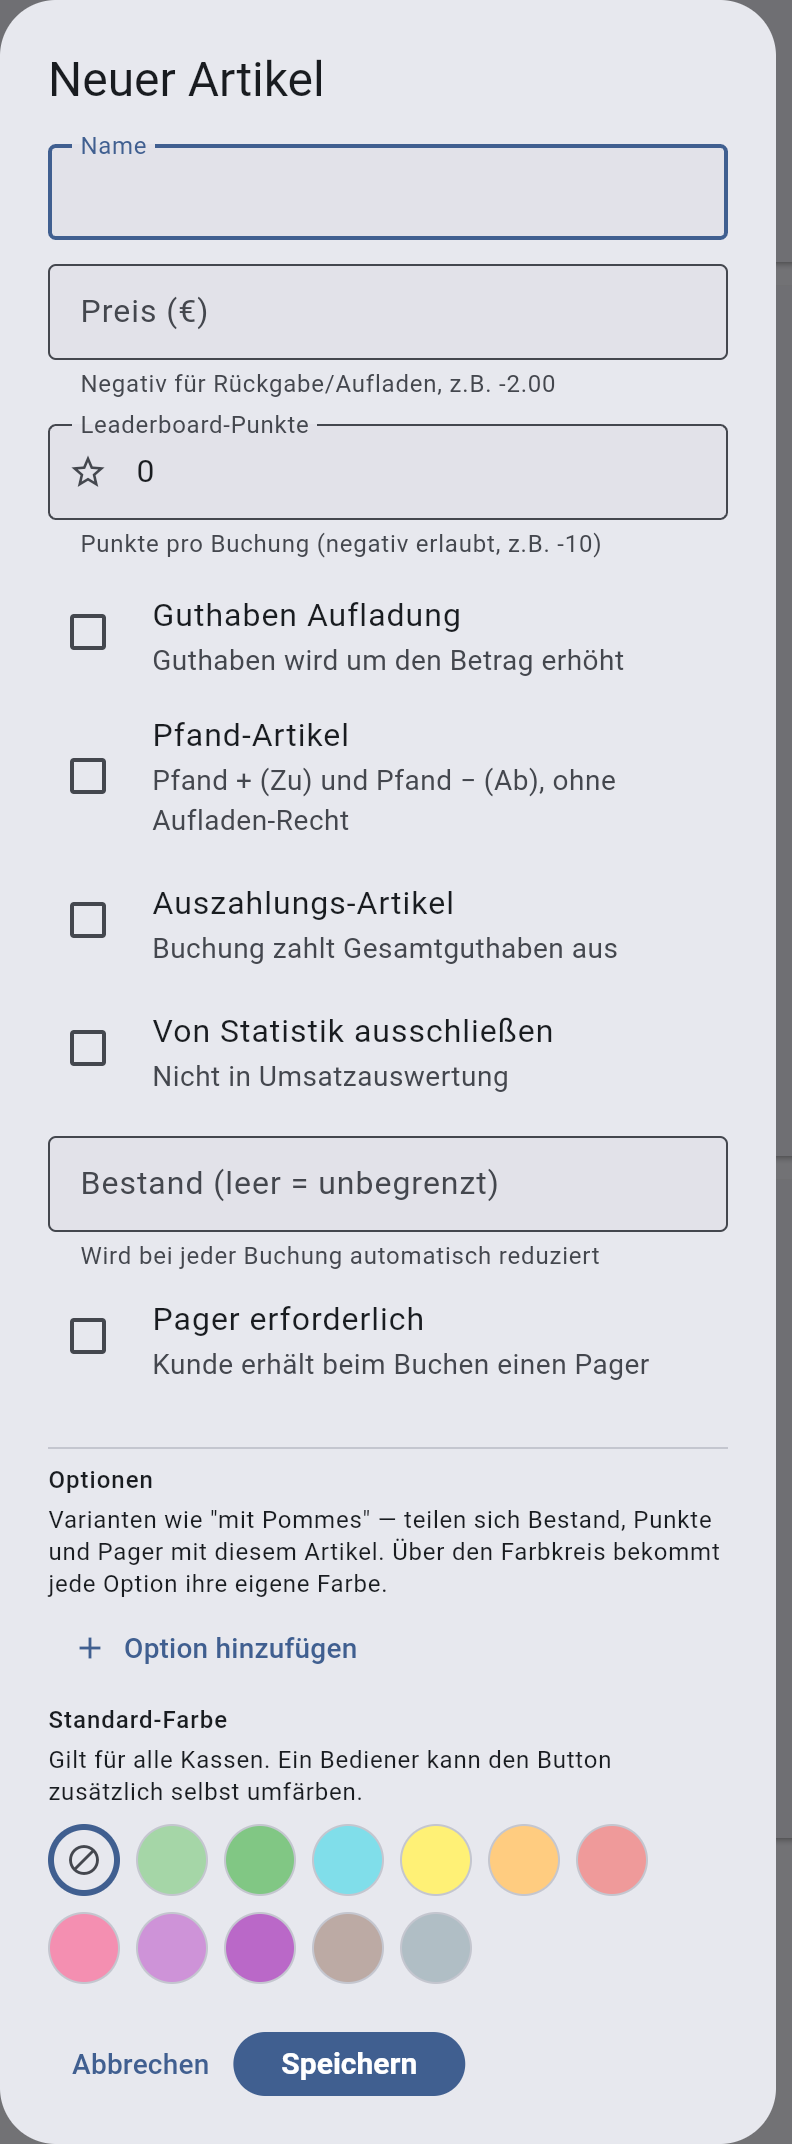 Neuer Artikel
Name
Preis (€)
Negativ für Rückgabe/Aufladen, z.B. -2.00
Leaderboard-Punkte
0
Punkte pro Buchung (negativ erlaubt, z.B. -10)
Guthaben Aufladung
Guthaben wird um den Betrag erhöht
Pfand-Artikel
Pfand + (Zu) und Pfand − (Ab), ohne
Aufladen-Recht
Auszahlungs-Artikel
Buchung zahlt Gesamtguthaben aus
Von Statistik ausschließen
Nicht in Umsatzauswertung
Bestand (leer = unbegrenzt)
Wird bei jeder Buchung automatisch reduziert
Pager erforderlich
Kunde erhält beim Buchen einen Pager
Optionen
Varianten wie "mit Pommes" — teilen sich Bestand, Punkte
und Pager mit diesem Artikel. Über den Farbkreis bekommt
jede Option ihre eigene Farbe.
Option hinzufügen
Standard-Farbe
Gilt für alle Kassen. Ein Bediener kann den Button
zusätzlich selbst umfärben.
Abbrechen
Speichern